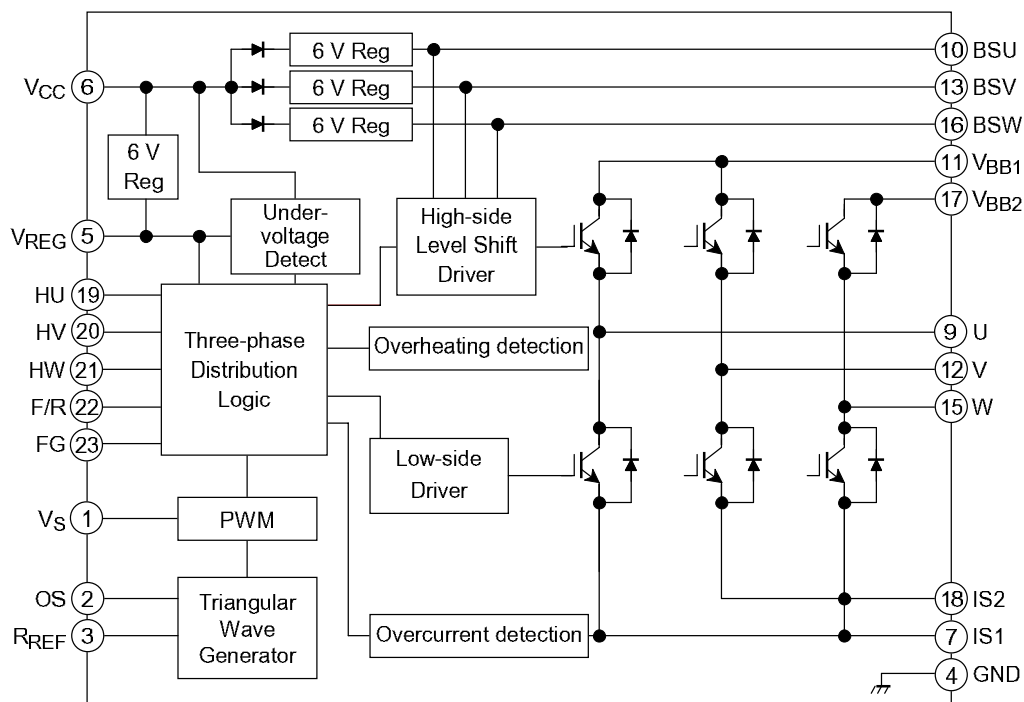 6 V Reg
10 BSU
VCC 6
6 V Reg
13 BSV
6 V Reg
16 BSW
6 V
Reg
11 VBB1
17 VBB2
Under-
voltage
Detect
High-side
Level Shift
Driver
VREG 5
HU 19
HV 20
HW 21
F/R 22
FG 23
Three-phase
Distribution
Logic
Overheating detection
9 U
12 V
15 W
Low-side
Driver
VS 1
PWM
OS 2
RREF 3
Triangular
Wave
Generator
Overcurrent detection
18 IS2
7 IS1
4 GND